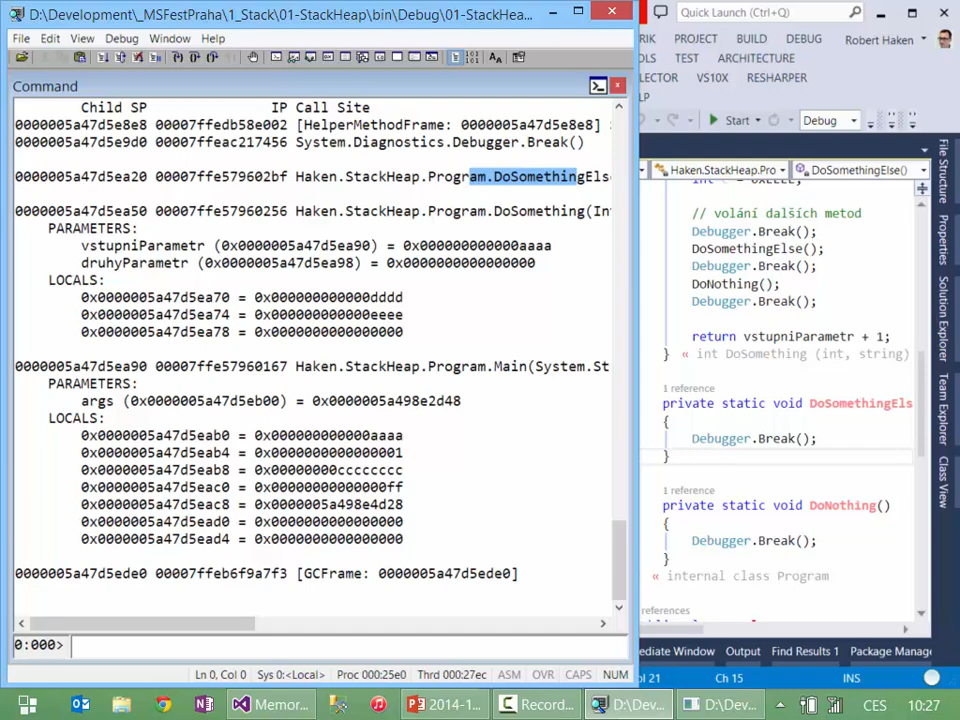 D:\Development\_MSFestPraha\1_Stack\01-StackHeap\bin\Debug\01-StackHea...
File Edit View Debug Window Help
Command
Child SP IP Call Site
0000005a47d5e8e8 00007ffedb58e002 [HelperMethodFrame: 0000005a47d5e8e8]
0000005a47d5e9d0 00007ffeac217456 System.Diagnostics.Debugger.Break()
0000005a47d5ea20 00007ffe579602bf Haken.StackHeap.Program.DoSomethingEls
0000005a47d5ea50 00007ffe57960256 Haken.StackHeap.Program.DoSomething(In
PARAMETERS:
vstupniParametr (0x0000005a47d5ea90) = 0x000000000000aaaa
druhyParametr (0x0000005a47d5ea98) = 0x0000000000000000
LOCALS:
0x0000005a47d5ea70 = 0x000000000000dddd
0x0000005a47d5ea74 = 0x000000000000eeee
0x0000005a47d5ea78 = 0x0000000000000000
0000005a47d5ea90 00007ffe57960167 Haken.StackHeap.Program.Main(System.St
PARAMETERS:
args (0x0000005a47d5eb00) = 0x0000005a498e2d48
LOCALS:
0x0000005a47d5eab0 = 0x000000000000aaaa
0x0000005a47d5eab4 = 0x0000000000000001
0x0000005a47d5eab8 = 0x00000000cccccccc
0x0000005a47d5eac0 = 0x00000000000000ff
0x0000005a47d5eac8 = 0x0000005a498e4d28
0x0000005a47d5ead0 = 0x0000000000000000
0x0000005a47d5ead4 = 0x0000000000000000
0000005a47d5ede0 00007ffeb6f9a7f3 [GCFrame: 0000005a47d5ede0]
0:000>
Ln 0, Col 0 Sys 0:<Local> Proc 000:25e0 Thrd 000:27ec ASM OVR CAPS NUM
Quick Launch (Ctrl+Q)
RK PROJECT BUILD DEBUG Robert Haken
LS TEST ARCHITECTURE
LECTOR VS10X RESHARPER
LP
Start Debug
Haken.StackHeap.Pro DoSomethingElse()
// volání dalších metod
Debugger.Break();
DoSomethingElse();
Debugger.Break();
DoNothing();
Debugger.Break();
return vstupniParametr + 1;
} « int DoSomething (int, string)
1 reference
private static void DoSomethingEls
{
Debugger.Break();
}
1 reference
private static void DoNothing()
{
Debugger.Break();
}
« internal class Program
references
File Structure
Properties
Solution Explorer
Team Explorer
Class View
ediate Window Output Find Results 1 Package Manag
21 Ch 15 INS
Memor... 2014-1... Record... D:\Dev... D:\Dev... CES 10:27